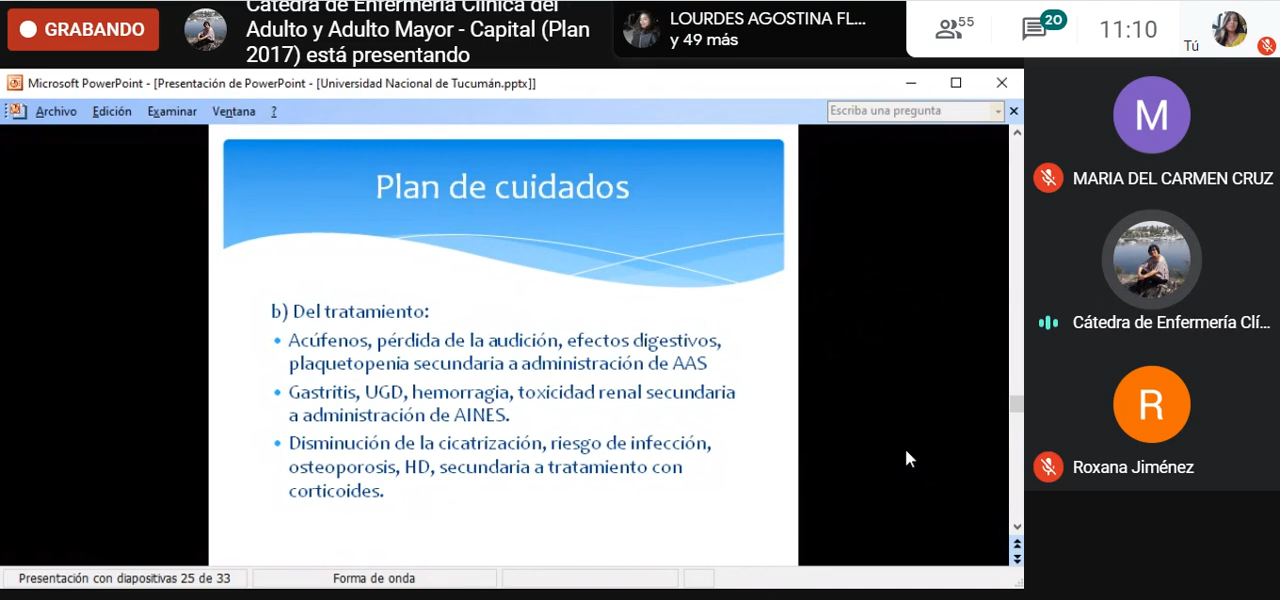 GRABANDO
Cátedra de Enfermería Clínica del
Adulto y Adulto Mayor - Capital (Plan
2017) está presentando
LOURDES AGOSTINA FL...
y 49 más
55
20
11:10
Tú
Microsoft PowerPoint - [Presentación de PowerPoint - [Universidad Nacional de Tucumán.pptx]]
Archivo Edición Examinar Ventana ?
Escriba una pregunta
Plan de cuidados
b) Del tratamiento:
• Acúfenos, pérdida de la audición, efectos digestivos,
plaquetopenia secundaria a administración de AAS
• Gastritis, UGD, hemorragia, toxicidad renal secundaria
a administración de AINES.
• Disminución de la cicatrización, riesgo de infección,
osteoporosis, HD, secundaria a tratamiento con
corticoides.
M
MARIA DEL CARMEN CRUZ
Cátedra de Enfermería Clí...
R
Roxana Jiménez
Presentación con diapositivas 25 de 33
Forma de onda